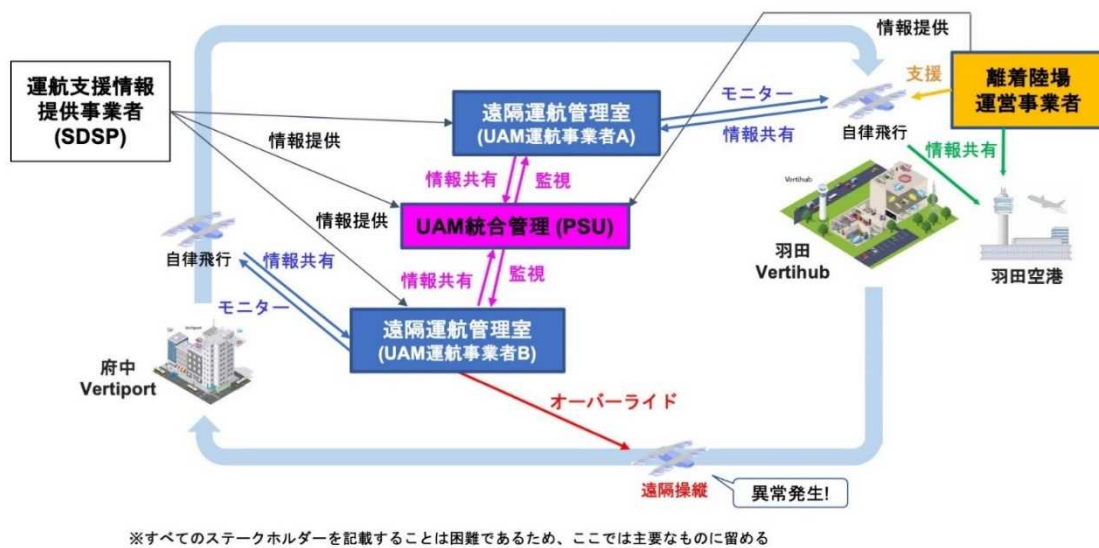 情報提供
運航支援情報
提供事業者
(SDSP)
離着陸場
運営事業者
支援
遠隔運航管理室
(UAM運航事業者A)
モニター
情報共有
自律飛行
情報提供
情報共有
情報共有
監視
Vertihub
情報提供
UAM統合管理 (PSU)
自律飛行
情報共有
情報共有
監視
羽田
Vertihub
羽田空港
モニター
遠隔運航管理室
(UAM運航事業者B)
府中
Vertiport
オーバーライド
遠隔操縦
異常発生!
※すべてのステークホルダーを記載することは困難であるため、ここでは主要なものに留める